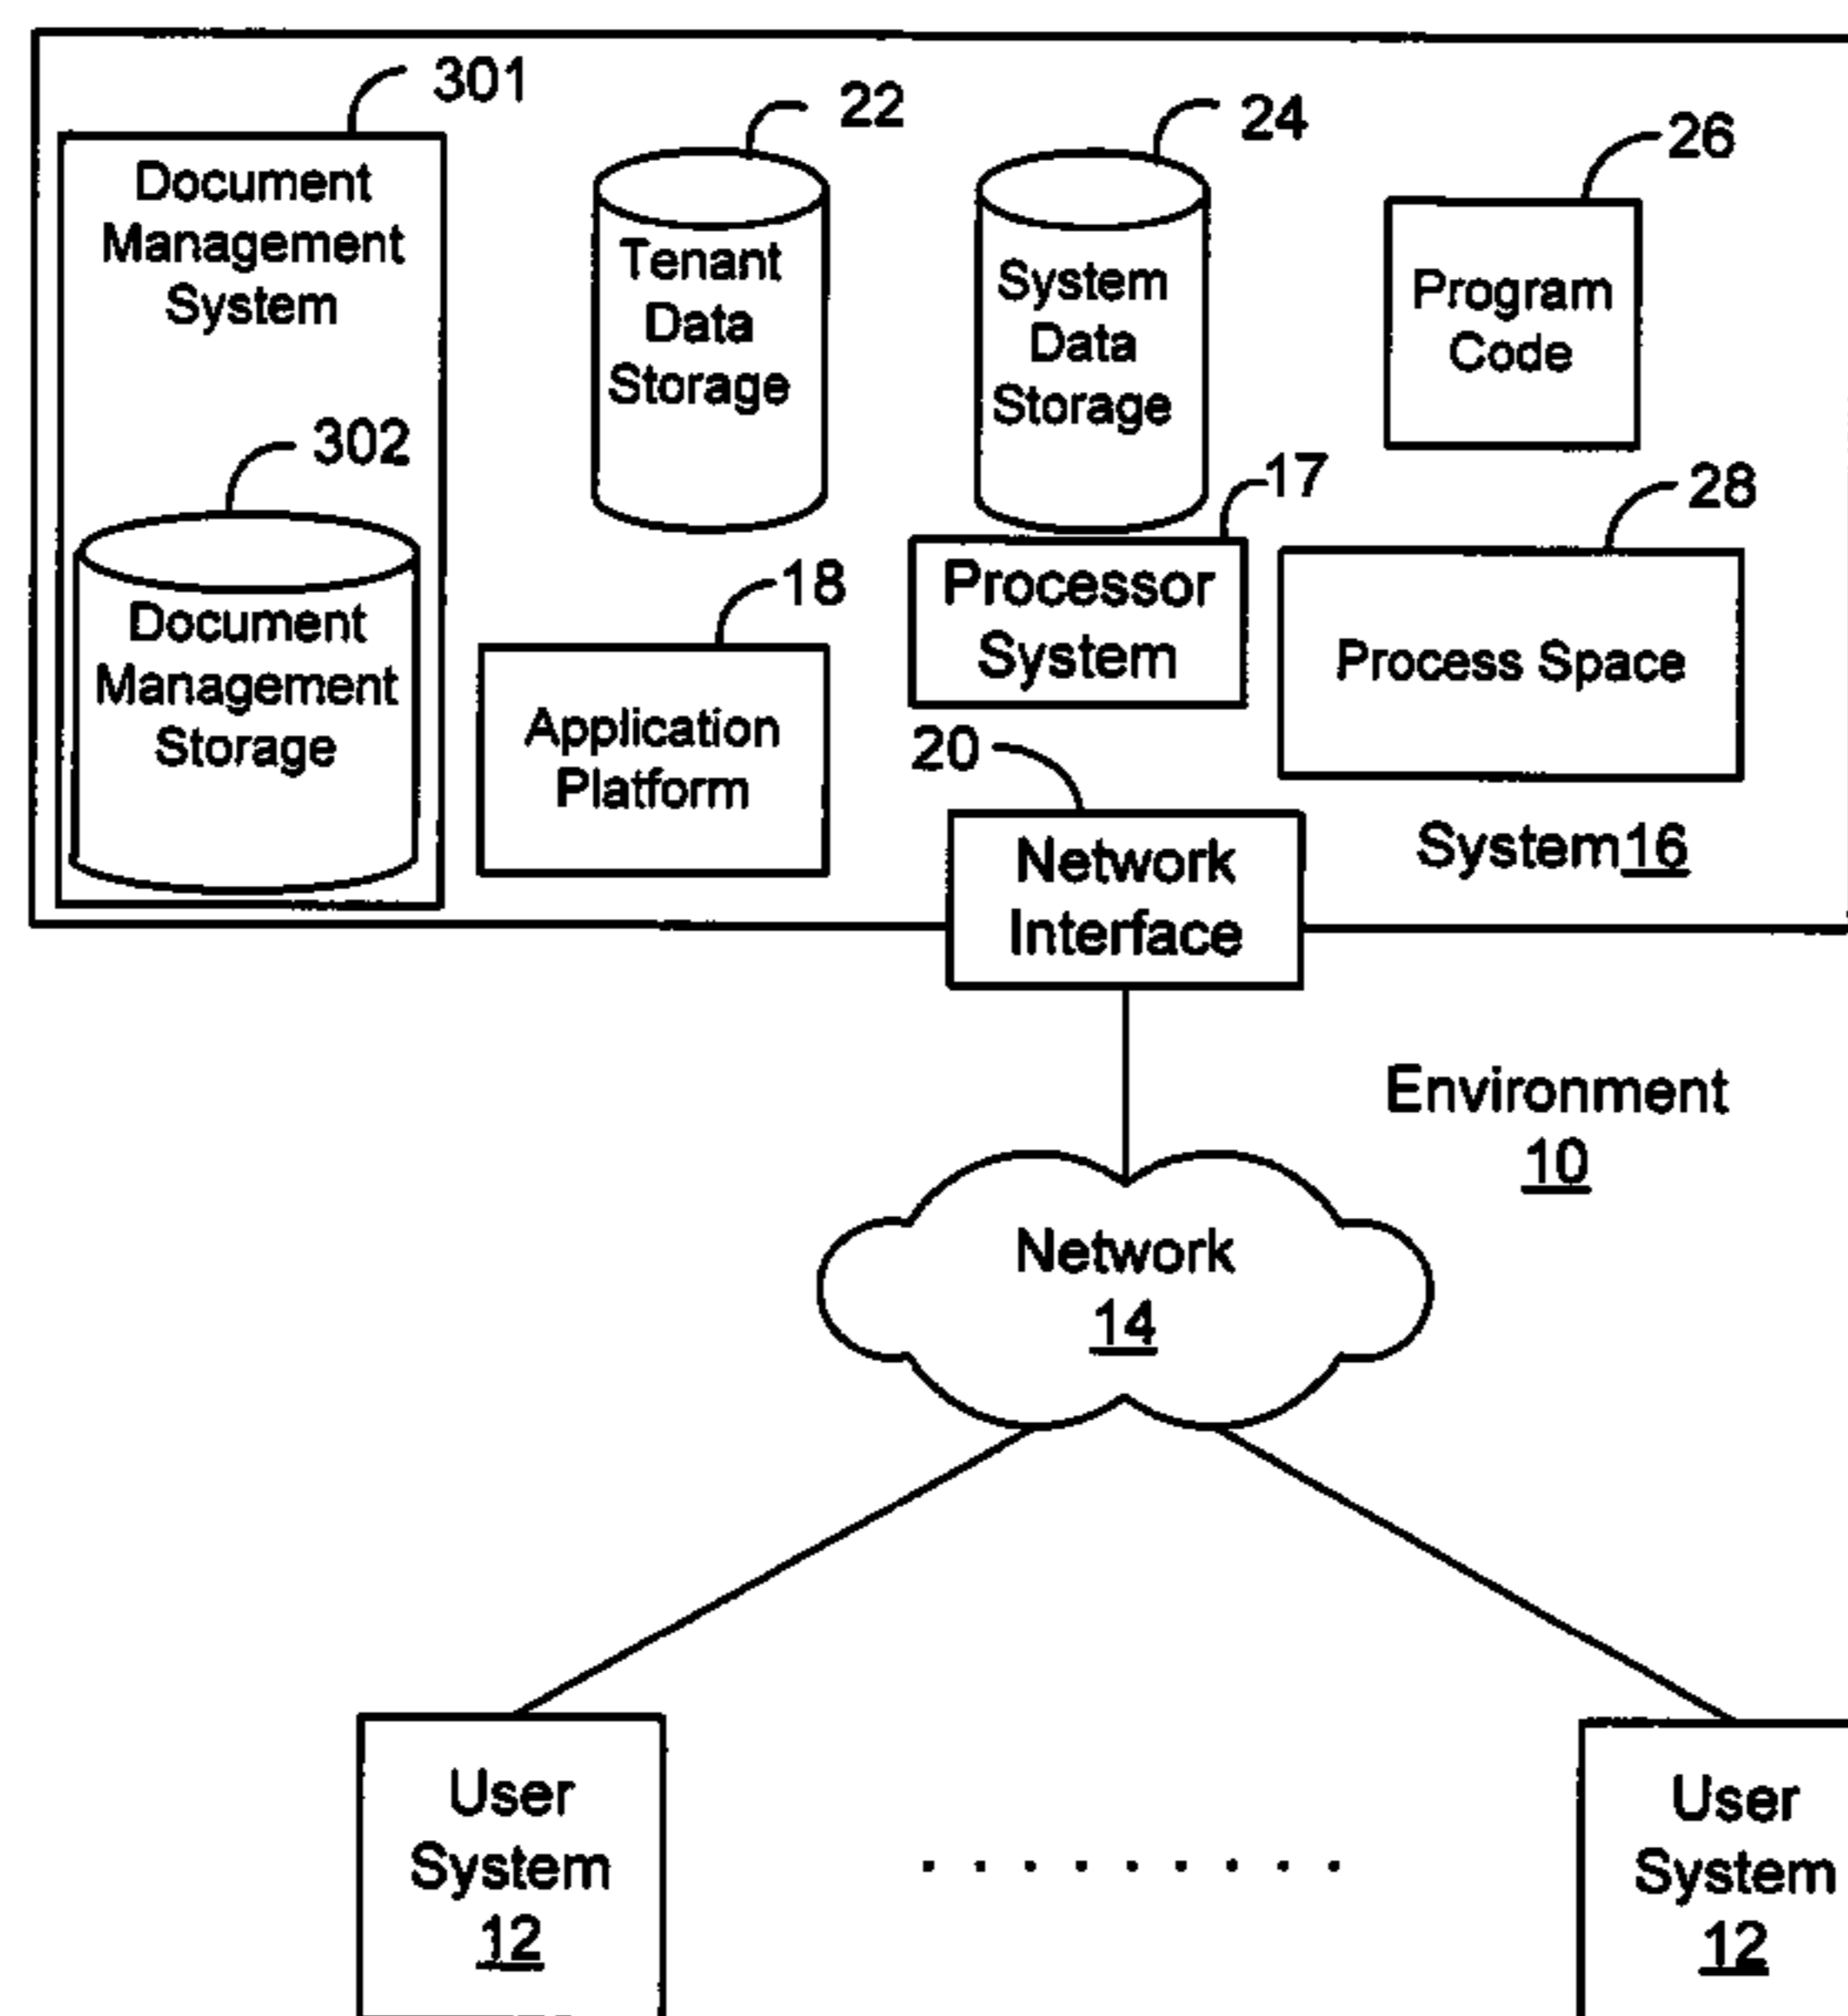 301
22
24
26
Document
Management
System
Tenant
Data
Storage
System
Data
Storage
Program
Code
302
17
28
Document
Management
Storage
18
Processor
System
Process Space
Application
Platform
20
Network
Interface
System16
Environment
10
Network
14
User
System
12
User
System
12